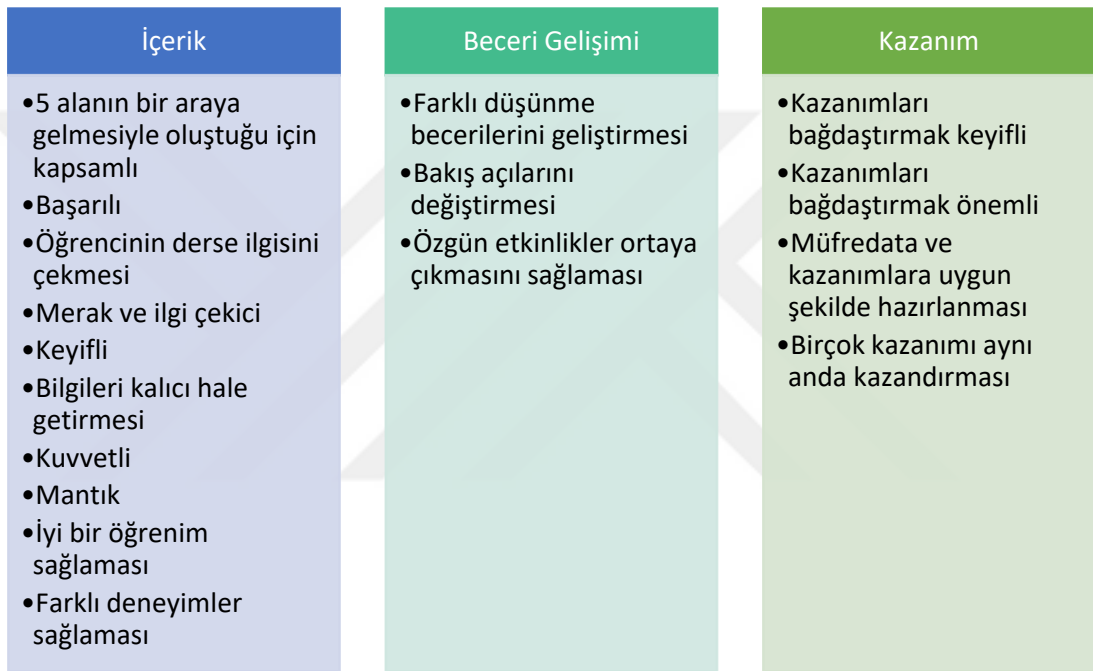 İçerik
•5 alanın bir araya
gelmesiyle oluştuğu için
kapsamlı
•Başarılı
•Öğrencinin derse ilgisini
çekmesi
•Merak ve ilgi çekici
•Keyifli
•Bilgileri kalıcı hale
getirmesi
•Kuvvetli
•Mantık
•İyi bir öğrenim
sağlaması
•Farklı deneyimler
sağlaması
Beceri Gelişimi
•Farklı düşünme
becerilerini geliştirmesi
•Bakış açılarını
değiştirmesi
•Özgün etkinlikler ortaya
çıkmasını sağlaması
Kazanım
•Kazanımları
bağdaştırmak keyifli
•Kazanımları
bağdaştırmak önemli
•Müfredata ve
kazanımlara uygun
şekilde hazırlanması
•Birçok kazanımı aynı
anda kazandırması